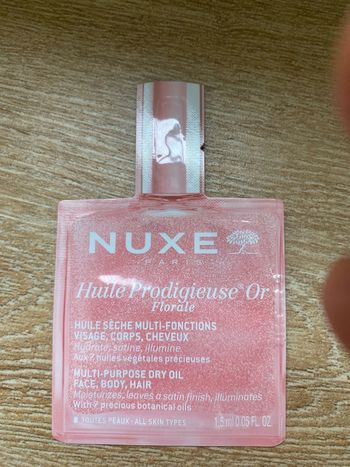 NUXE
PARIS
Huile Prodigieuse® Or
Florale
HUILE SÈCHE MULTI-FONCTIONS
VISAGE, CORPS, CHEVEUX
Hydrate, satine, illumine
Aux 7 huiles végétales précieuses
MULTI-PURPOSE DRY OIL
FACE, BODY, HAIR
Moisturizes, leaves a satin finish, illuminates
With 7 precious botanical oils
TOUTES PEAUX - ALL SKIN TYPES
1,5 ml 0.05 FL. OZ